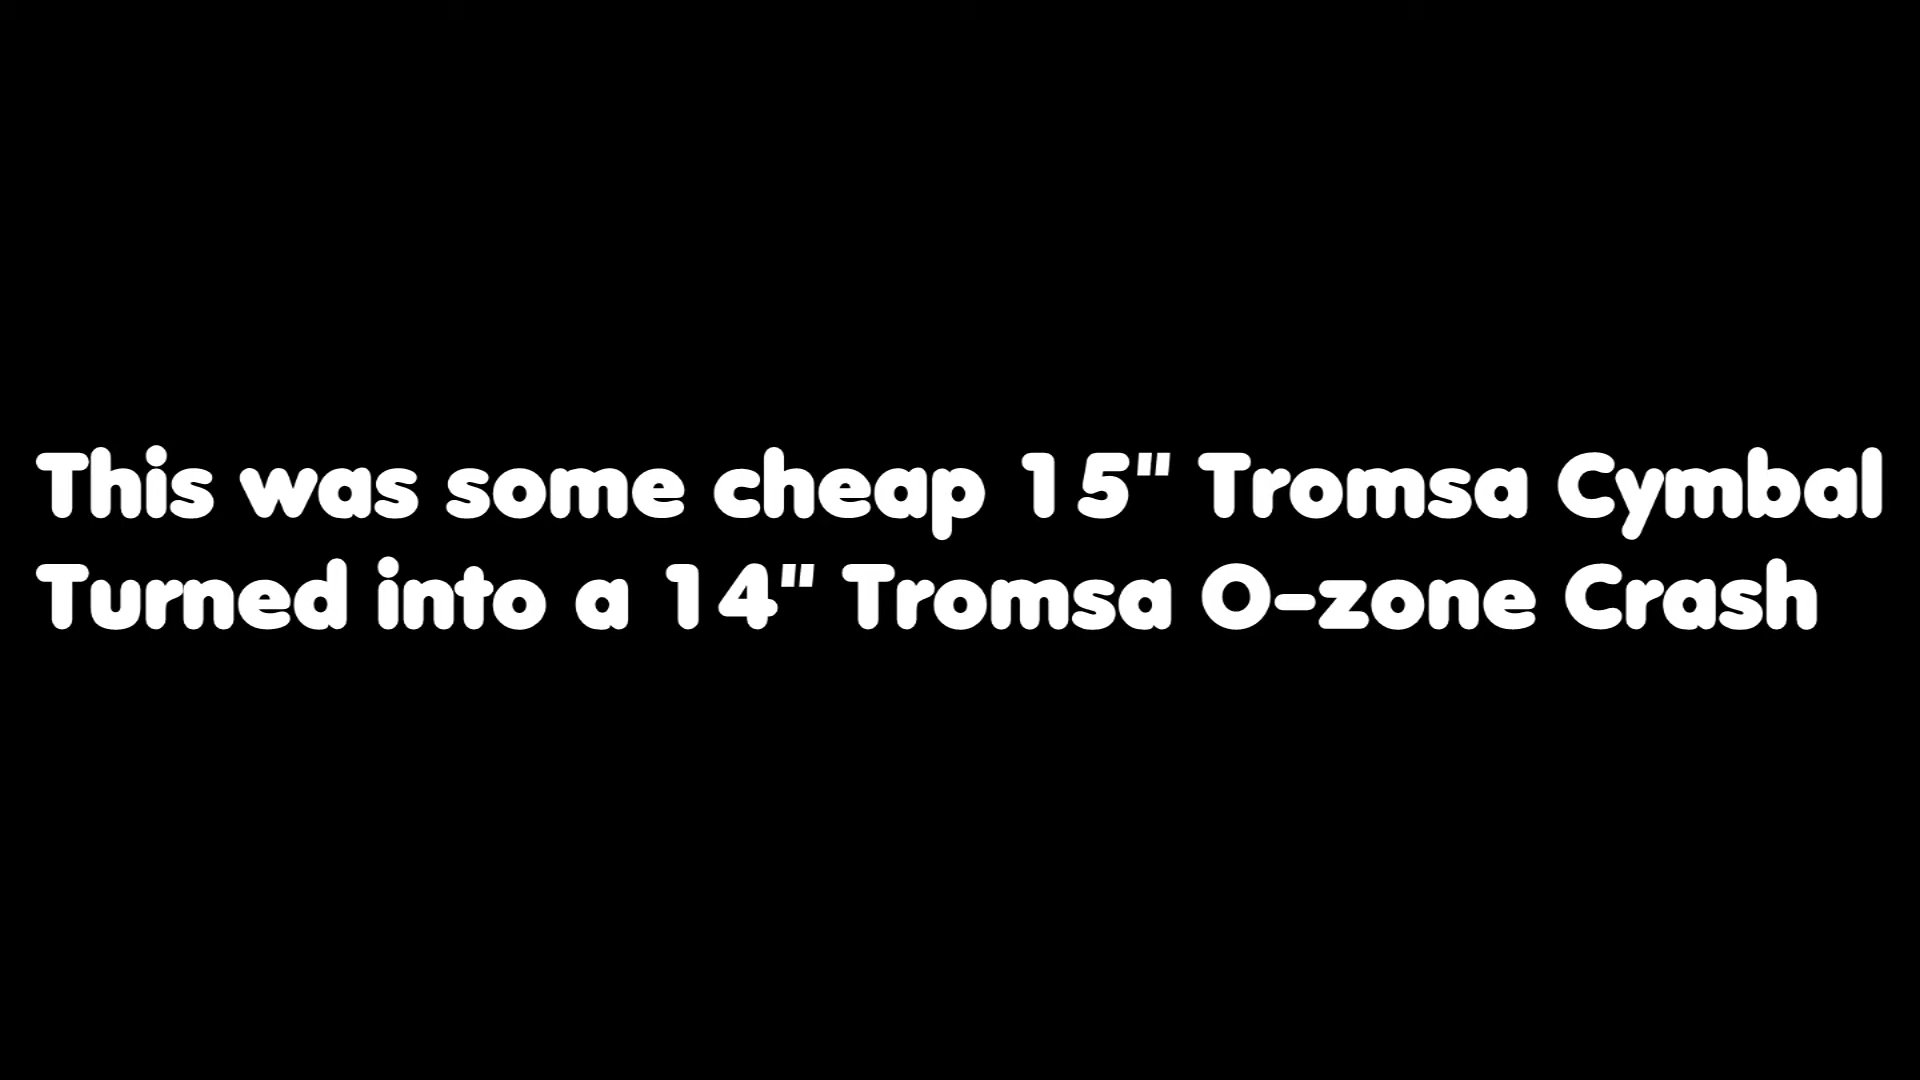 This was some cheap 15" Tromsa Cymbal
Turned into a 14" Tromsa O-zone Crash